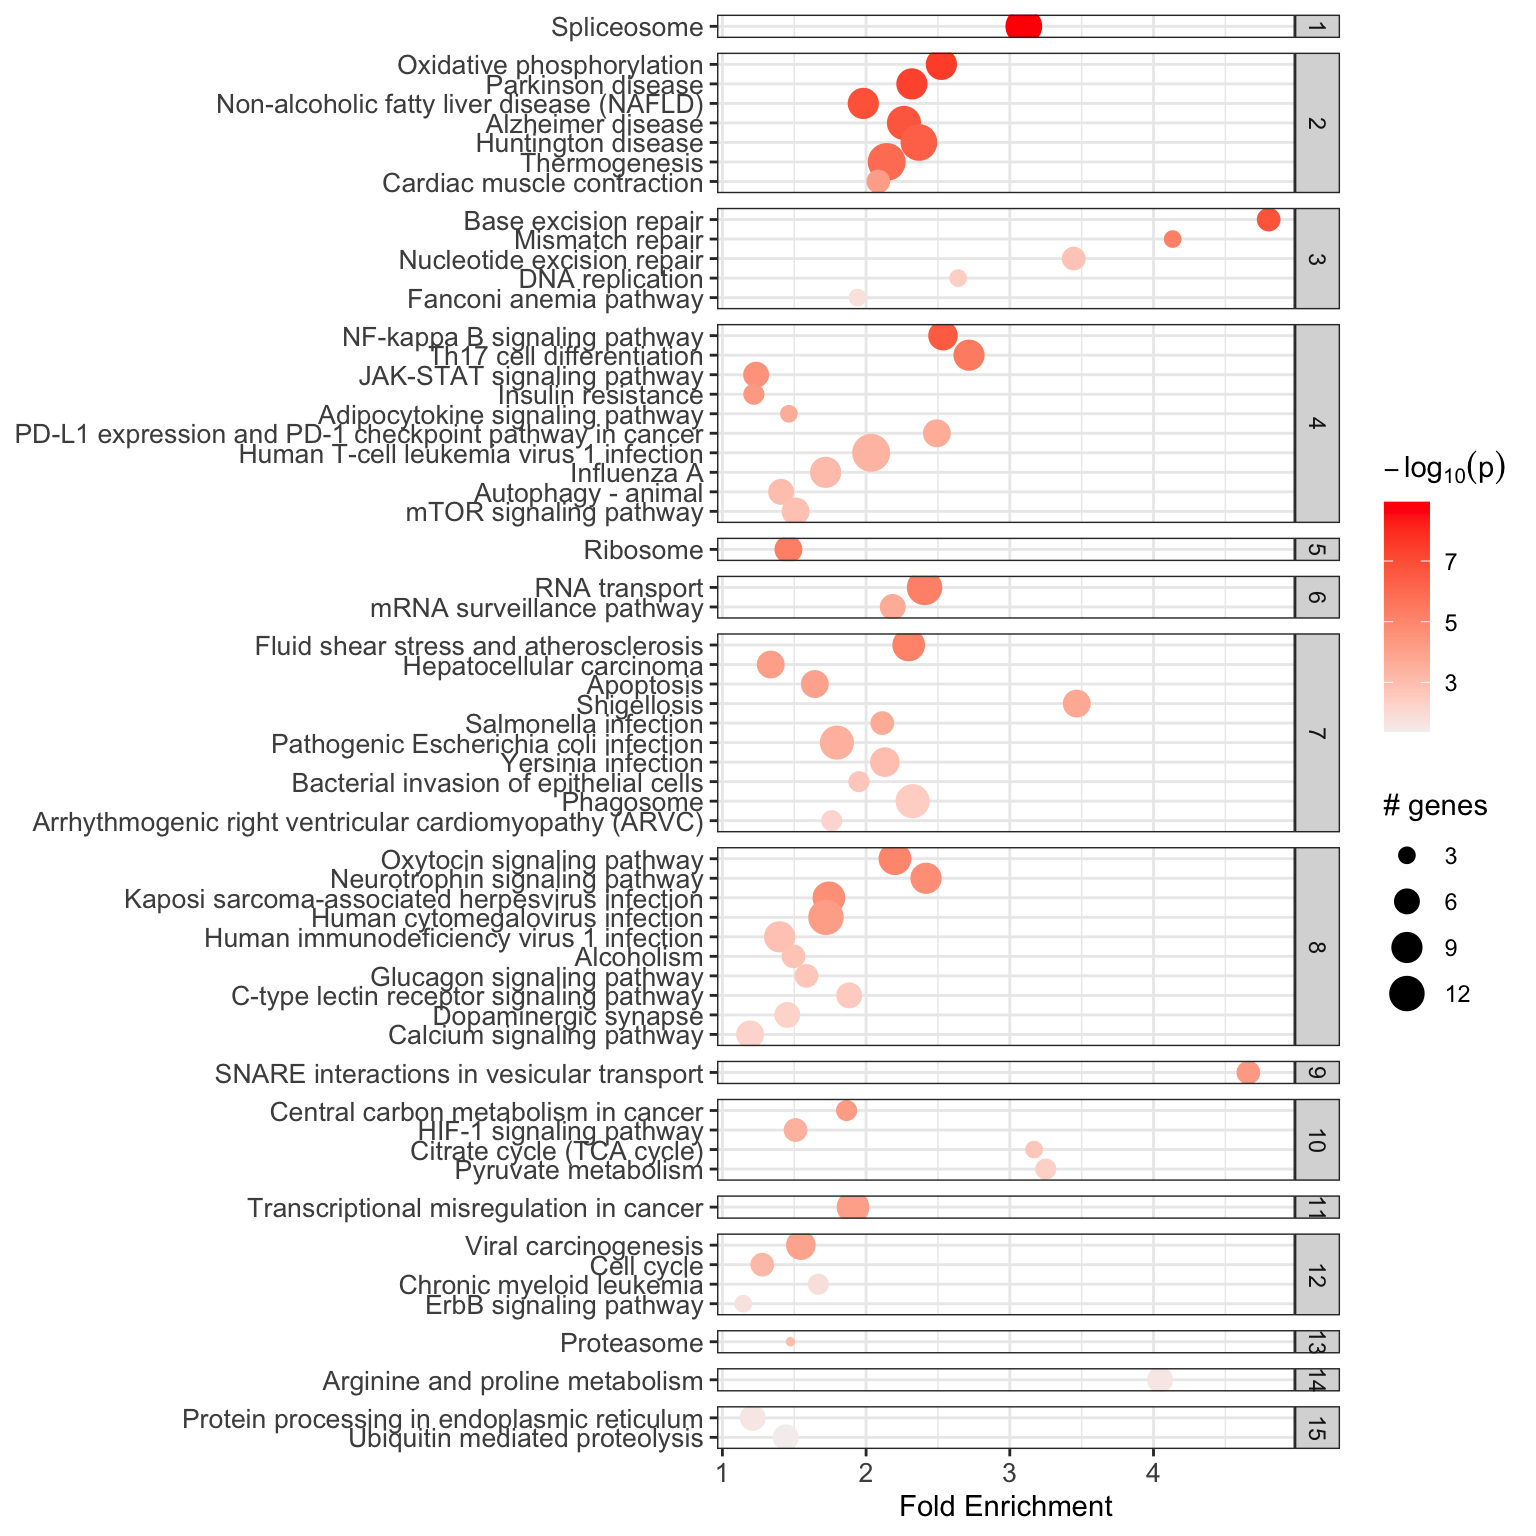 Spliceosome
1
Oxidative phosphorylation
Parkinson disease
Non-alcoholic fatty liver disease (NAFLD)
Alzheimer disease
Huntington disease
Thermogenesis
Cardiac muscle contraction
2
Base excision repair
Mismatch repair
Nucleotide excision repair
DNA replication
Fanconi anemia pathway
3
NF-kappa B signaling pathway
Th17 cell differentiation
JAK-STAT signaling pathway
Insulin resistance
Adipocytokine signaling pathway
PD-L1 expression and PD-1 checkpoint pathway in cancer
Human T-cell leukemia virus 1 infection
Influenza A
Autophagy - animal
mTOR signaling pathway
4
Ribosome
5
RNA transport
mRNA surveillance pathway
6
Fluid shear stress and atherosclerosis
Hepatocellular carcinoma
Apoptosis
Shigellosis
Salmonella infection
Pathogenic Escherichia coli infection
Yersinia infection
Bacterial invasion of epithelial cells
Phagosome
Arrhythmogenic right ventricular cardiomyopathy (ARVC)
7
Oxytocin signaling pathway
Neurotrophin signaling pathway
Kaposi sarcoma-associated herpesvirus infection
Human cytomegalovirus infection
Human immunodeficiency virus 1 infection
Alcoholism
Glucagon signaling pathway
C-type lectin receptor signaling pathway
Dopaminergic synapse
Calcium signaling pathway
8
SNARE interactions in vesicular transport
9
Central carbon metabolism in cancer
HIF-1 signaling pathway
Citrate cycle (TCA cycle)
Pyruvate metabolism
10
Transcriptional misregulation in cancer
11
Viral carcinogenesis
Cell cycle
Chronic myeloid leukemia
ErbB signaling pathway
12
Proteasome
13
Arginine and proline metabolism
14
Protein processing in endoplasmic reticulum
Ubiquitin mediated proteolysis
15
1 2 3 4
Fold Enrichment
−log₁₀(p)
7
5
3
# genes
3
6
9
12